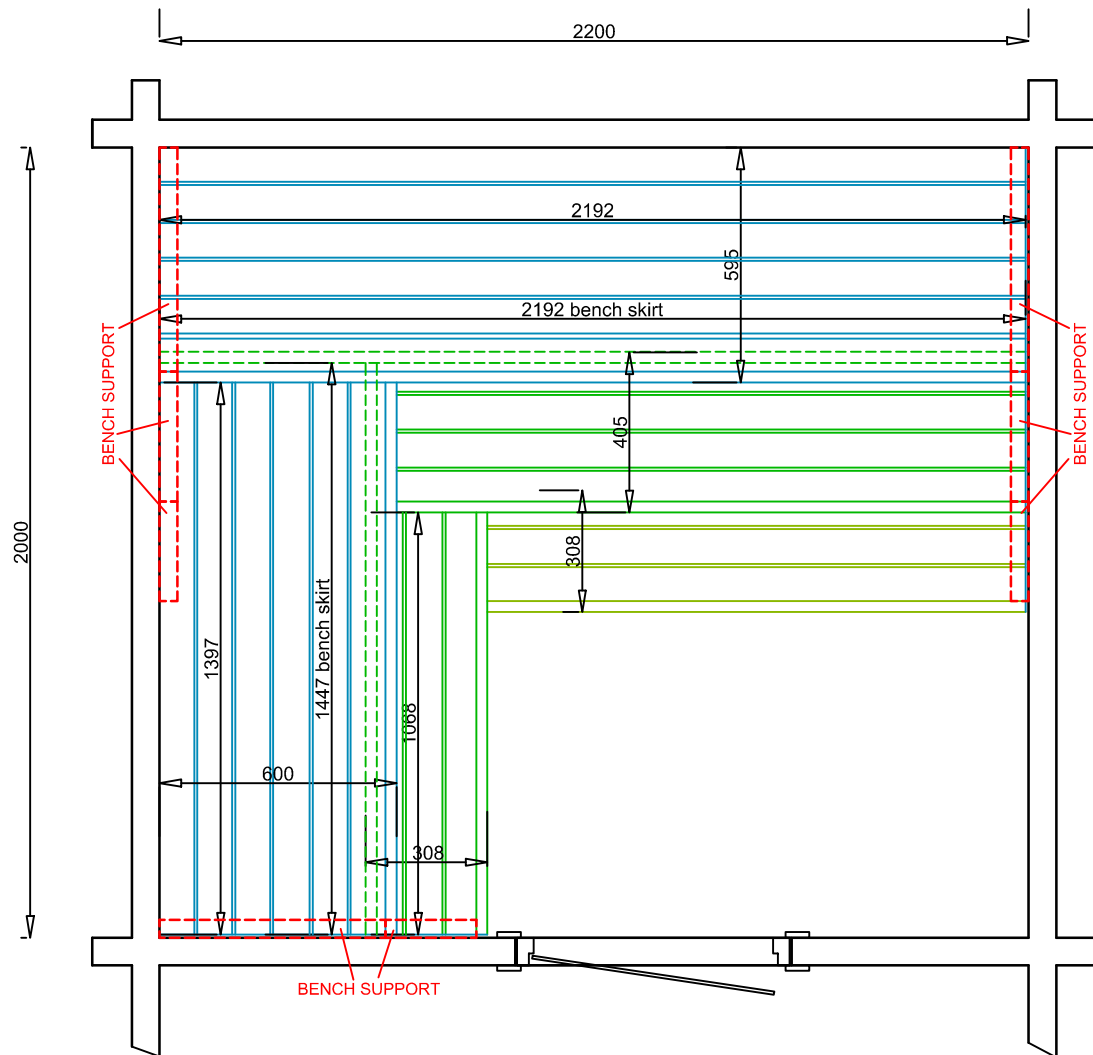 2200
2192
595
2192 bench skirt
BENCH SUPPORT
BENCH SUPPORT
405
2000
308
1397
1447 bench skirt
1068
600
308
BENCH SUPPORT